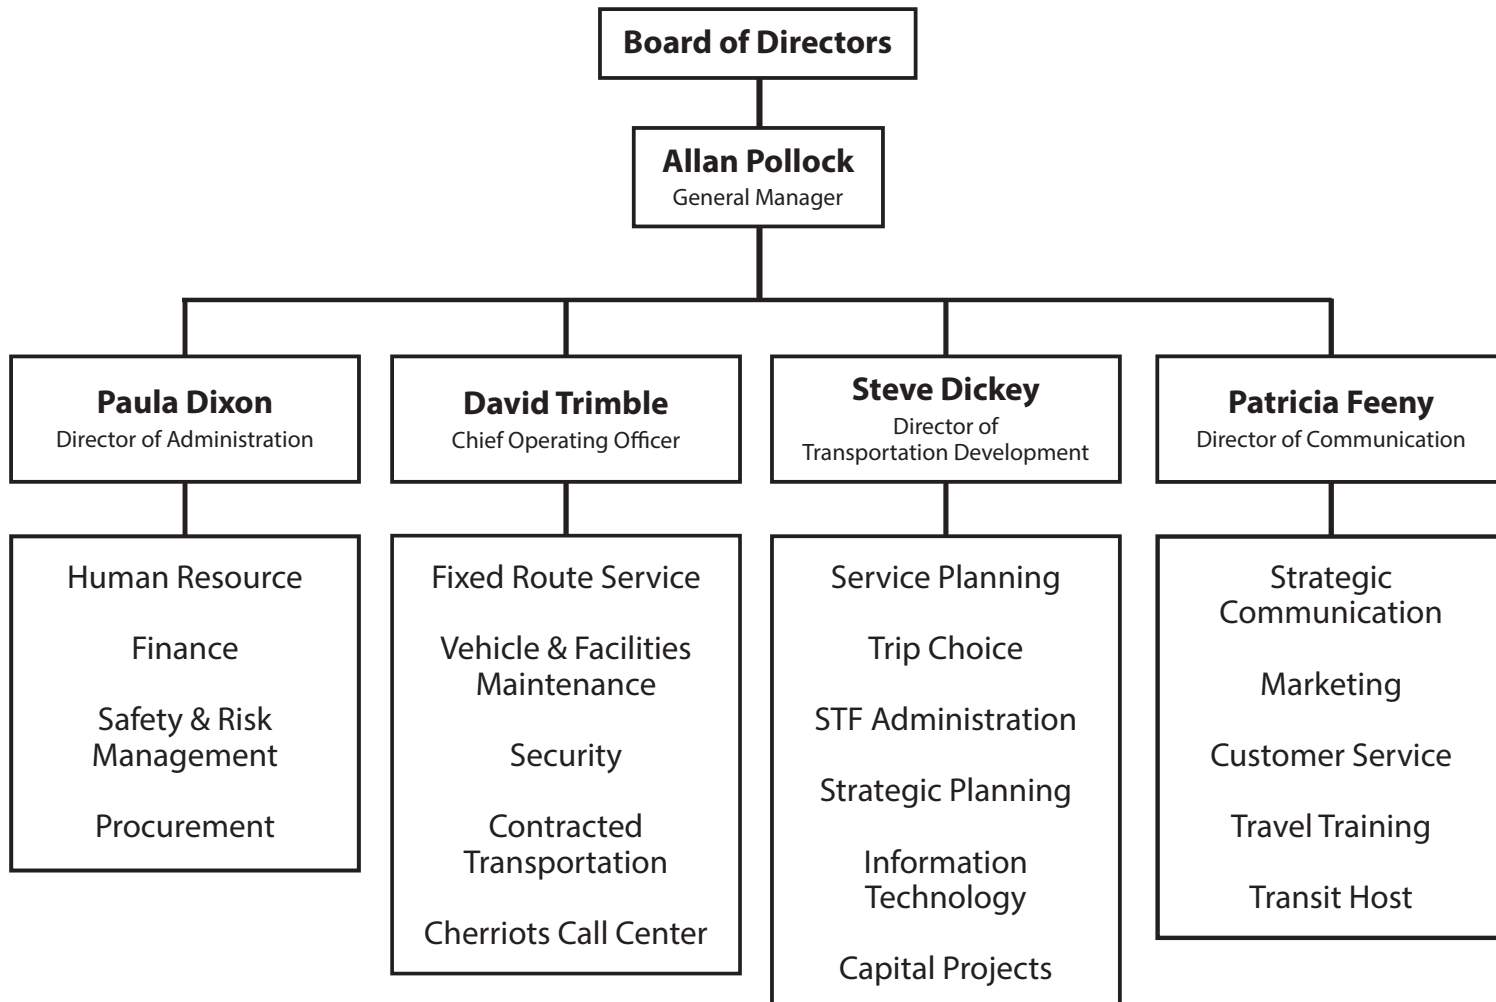 Board of Directors
Allan Pollock
General Manager
Paula Dixon
Director of Administration
David Trimble
Chief Operating Officer
Steve Dickey
Director of
Transportation Development
Patricia Feeny
Director of Communication
Human Resource
Finance
Safety & Risk
Management
Procurement
Fixed Route Service
Vehicle & Facilities
Maintenance
Security
Contracted
Transportation
Cherriots Call Center
Service Planning
Trip Choice
STF Administration
Strategic Planning
Information
Technology
Capital Projects
Strategic
Communication
Marketing
Customer Service
Travel Training
Transit Host